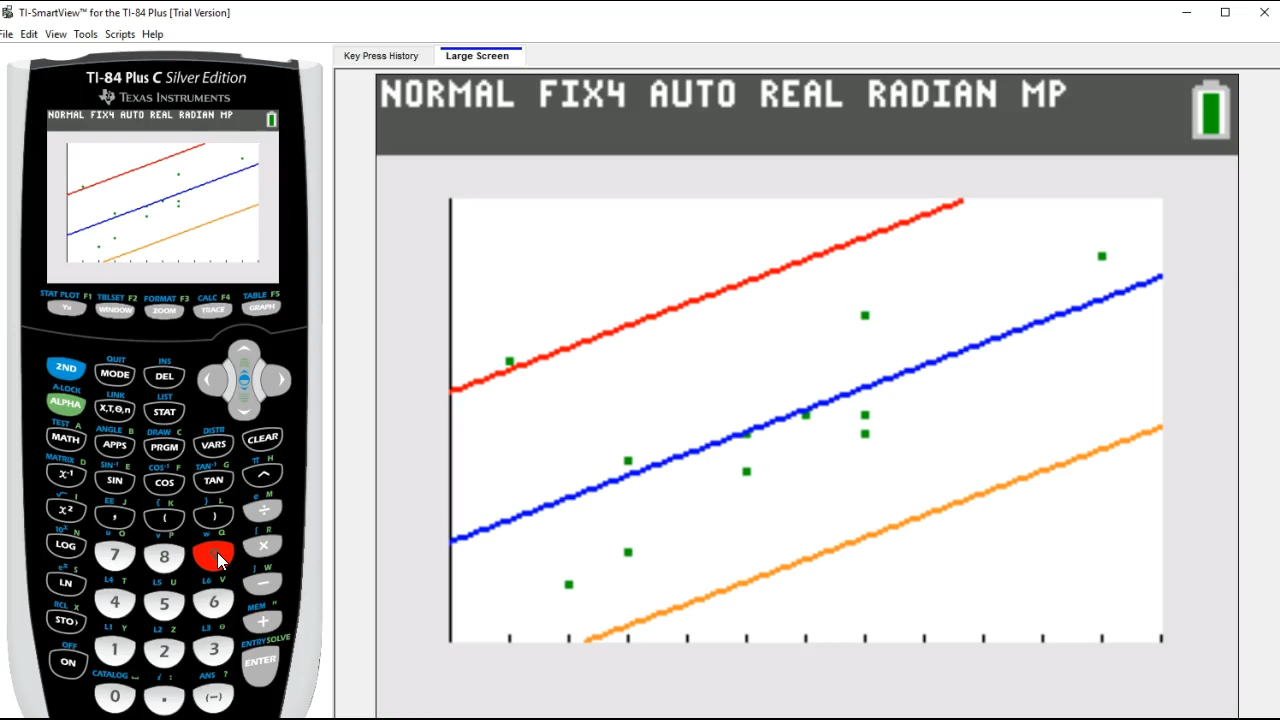 TI-SmartView™ for the TI-84 Plus [Trial Version]
File Edit View Tools Scripts Help
Key Press History Large Screen
TI-84 Plus C Silver Edition
TEXAS INSTRUMENTS
NORMAL FIX4 AUTO REAL RADIAN MP
NORMAL FIX4 AUTO REAL RADIAN MP
STAT PLOT F1 TBLSET F2 FORMAT F3 CALC F4 TABLE F5
Y= WINDOW ZOOM TRACE GRAPH
QUIT INS
2ND MODE DEL
A-LOCK LINK LIST
ALPHA X,T,Θ,n STAT
TEST A ANGLE B DRAW C DISTR
MATH APPS PRGM VARS CLEAR
MATRIX D SIN⁻¹ E COS⁻¹ F TAN⁻¹ G π H
X⁻¹ SIN COS TAN ^
√ I EE J { K } L e M
X² , ( ) ÷
10ˣ N u O v P w Q [ R
LOG 7 8 ×
eˣ S L4 T L5 U L6 V ] W
LN 4 5 6 −
RCL X L1 Y L2 Z L3 Θ MEM "
STO› 1 2 3 +
OFF CATALOG i : ANS ? ENTRY SOLVE
ON 0 . (−) ENTER